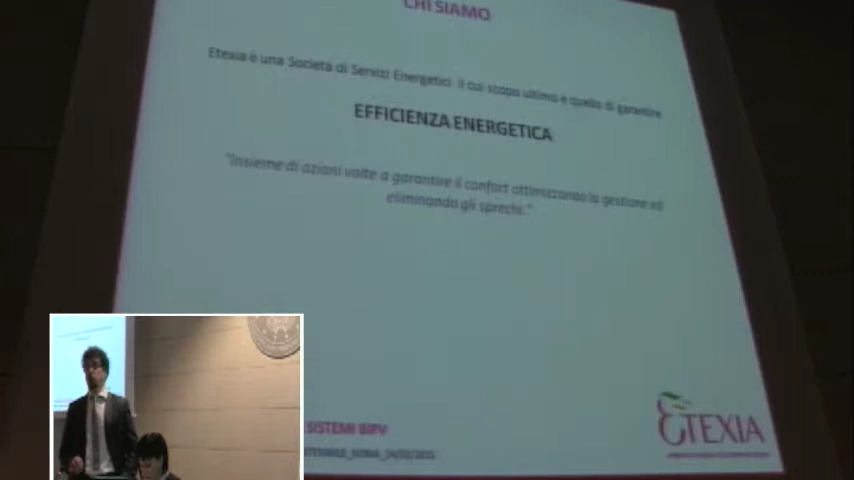 CHI SIAMO
Etexia è una Società di Servizi Energetici il cui scopo ultimo è quello di garantire
EFFICIENZA ENERGETICA
"Insieme di azioni volte a garantire il confort ottimizzando la gestione ed
eliminando gli sprechi."
SISTEMI BIPV
ETEXIA